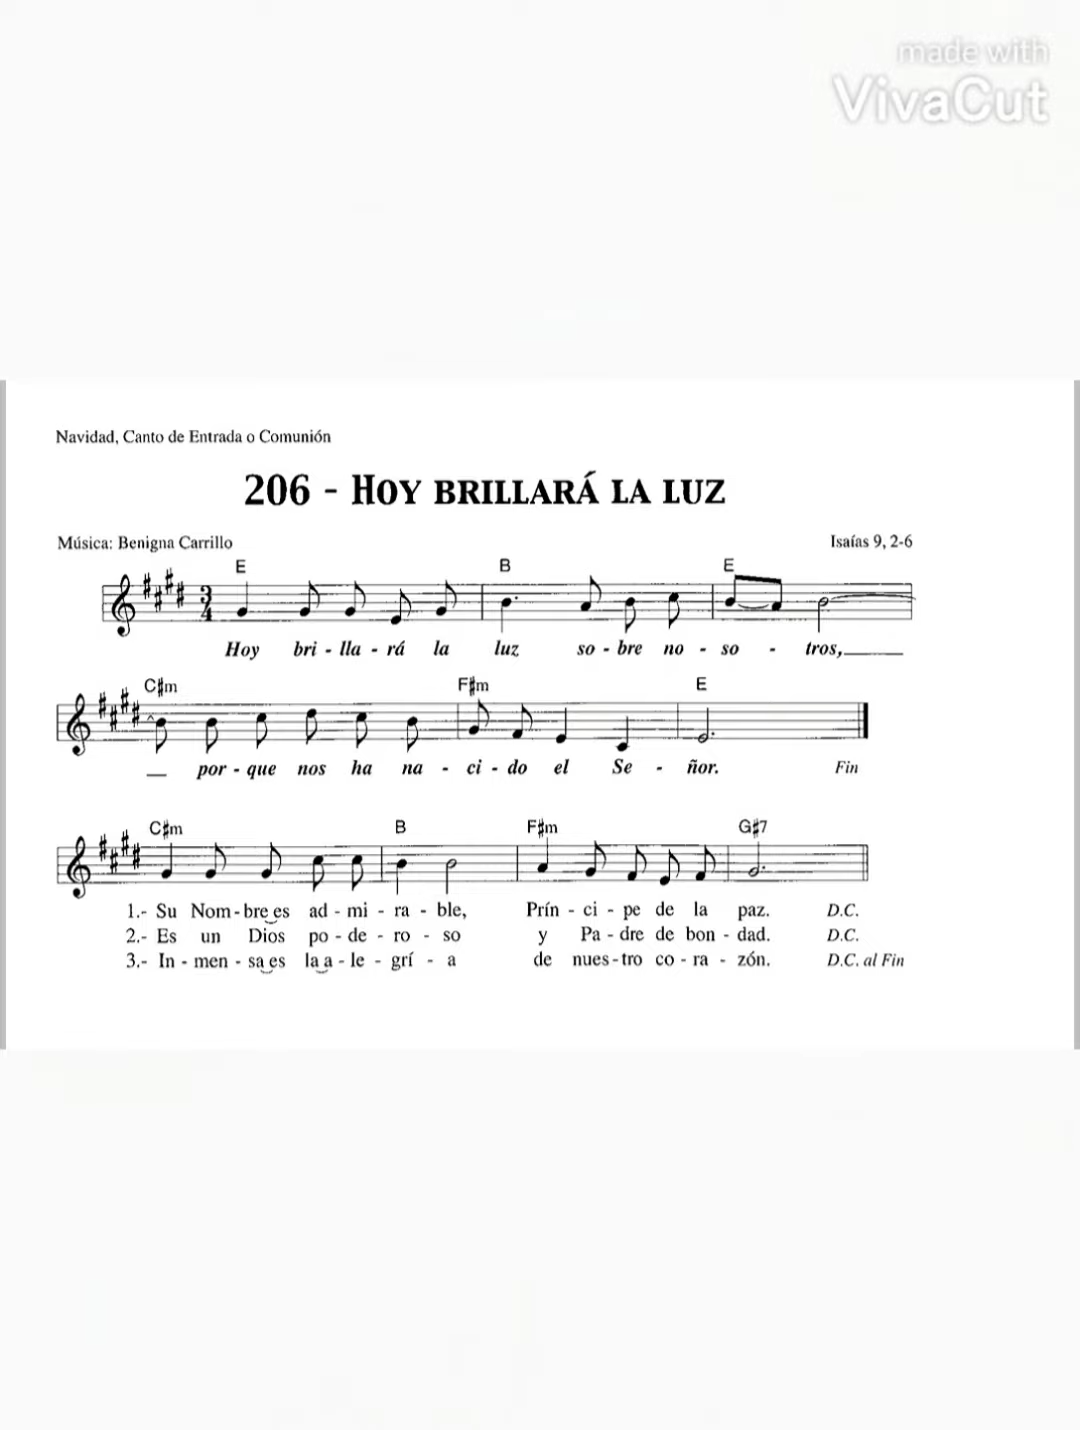 made with
VivaCut
Navidad, Canto de Entrada o Comunión
206 - HOY BRILLARÁ LA LUZ
Música: Benigna Carrillo
Isaías 9, 2-6
E B E
3
4
Hoy bri - lla - rá la luz so - bre no - so - tros,
C#m F#m E
por - que nos ha na - ci - do el Se - ñor. Fin
C#m B F#m G#7
1.- Su Nom - bre es ad - mi - ra - ble, Prín - ci - pe de la paz. D.C.
2.- Es un Dios po - de - ro - so y Pa - dre de bon - dad. D.C.
3.- In - men - sa es la a - le - grí - a de nues - tro co - ra - zón. D.C. al Fin